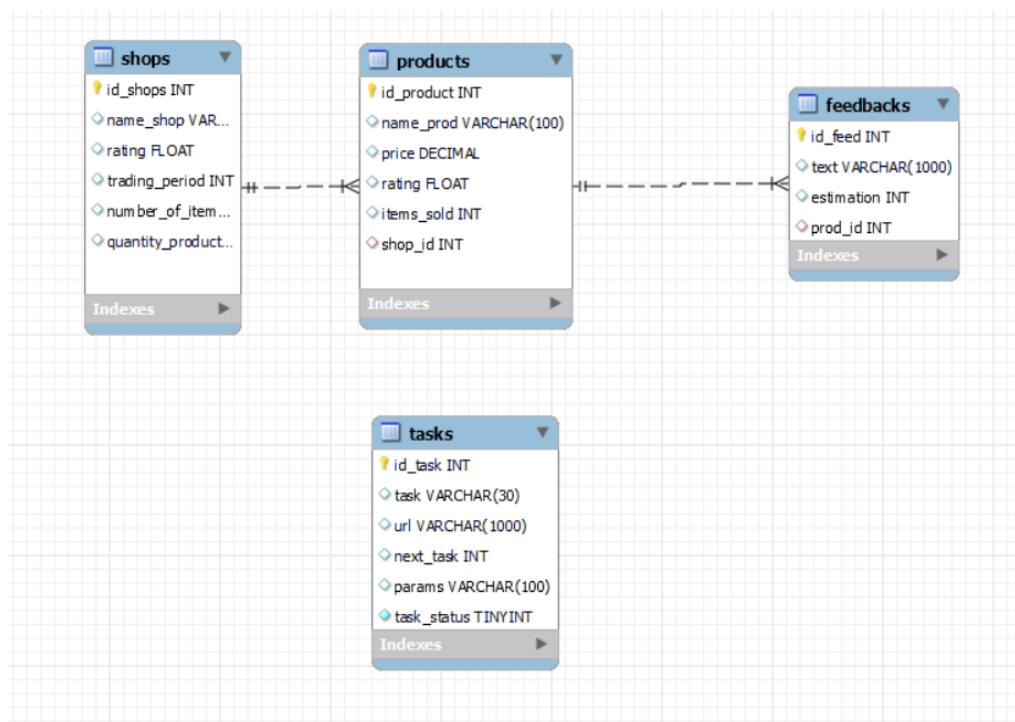 shops
id_shops INT
name_shop VAR...
rating FLOAT
trading_period INT
number_of_item...
quantity_product...
Indexes
products
id_product INT
name_prod VARCHAR(100)
price DECIMAL
rating FLOAT
items_sold INT
shop_id INT
Indexes
feedbacks
id_feed INT
text VARCHAR(1000)
estimation INT
prod_id INT
Indexes
tasks
id_task INT
task VARCHAR(30)
url VARCHAR(1000)
next_task INT
params VARCHAR(100)
task_status TINYINT
Indexes